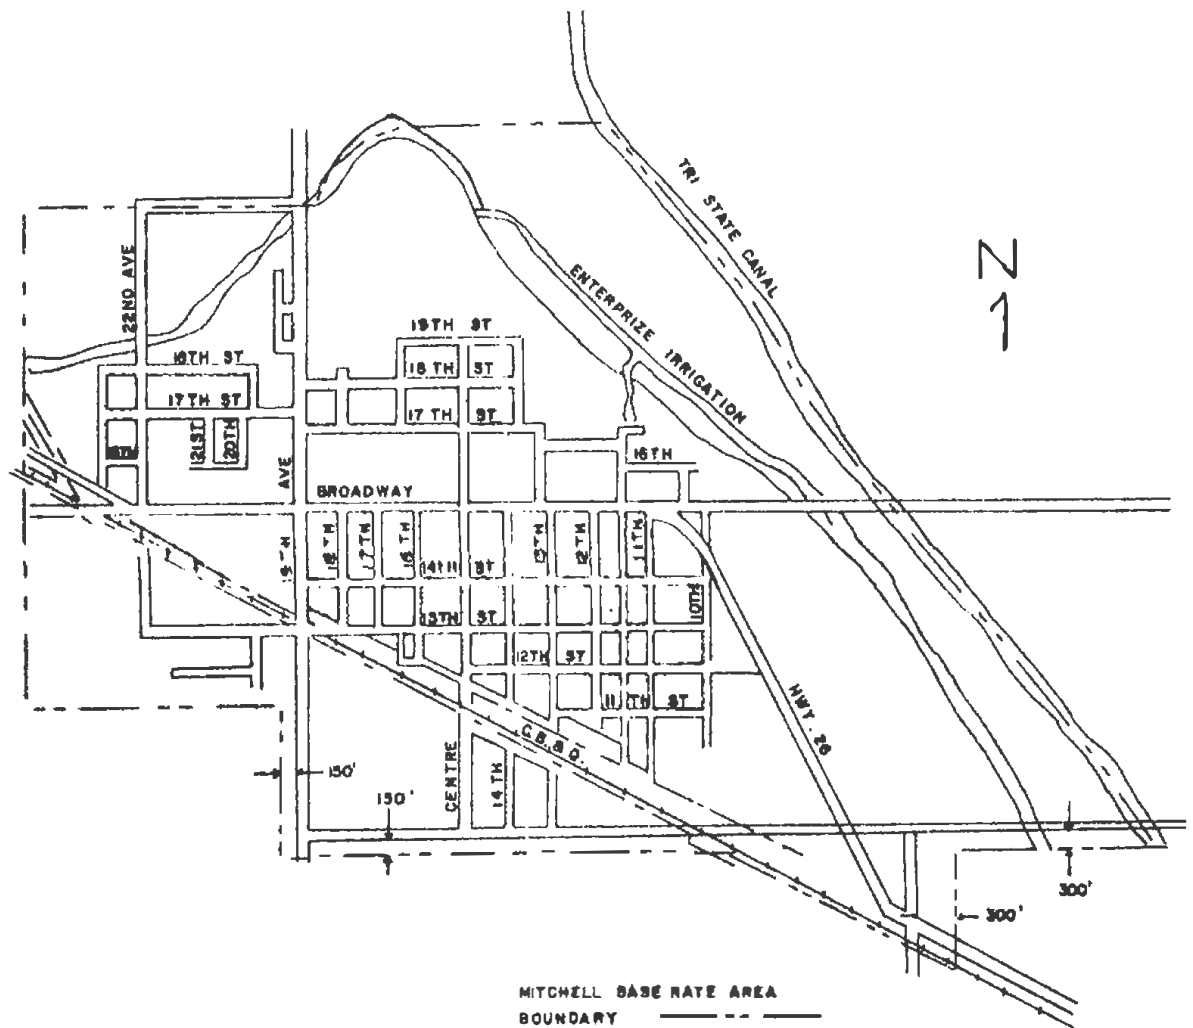 TRI STATE CANAL
N
22ND AVE
ENTERPRIZE IRRIGATION
19TH ST
18TH ST
18TH ST
17TH ST
17TH ST
21ST
20TH
16TH
AVE
BROADWAY
19TH
18TH
17TH
16TH
14TH ST
13TH
12TH
11TH
13TH ST
10TH
12TH ST
11TH ST
HWY. 26
C.B.&Q.
CENTRE
14TH
150'
150'
300'
300'
MITCHELL BASE RATE AREA
BOUNDARY